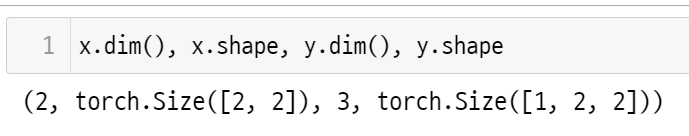 1 x.dim(), x.shape, y.dim(), y.shape
(2, torch.Size([2, 2]), 3, torch.Size([1, 2, 2]))